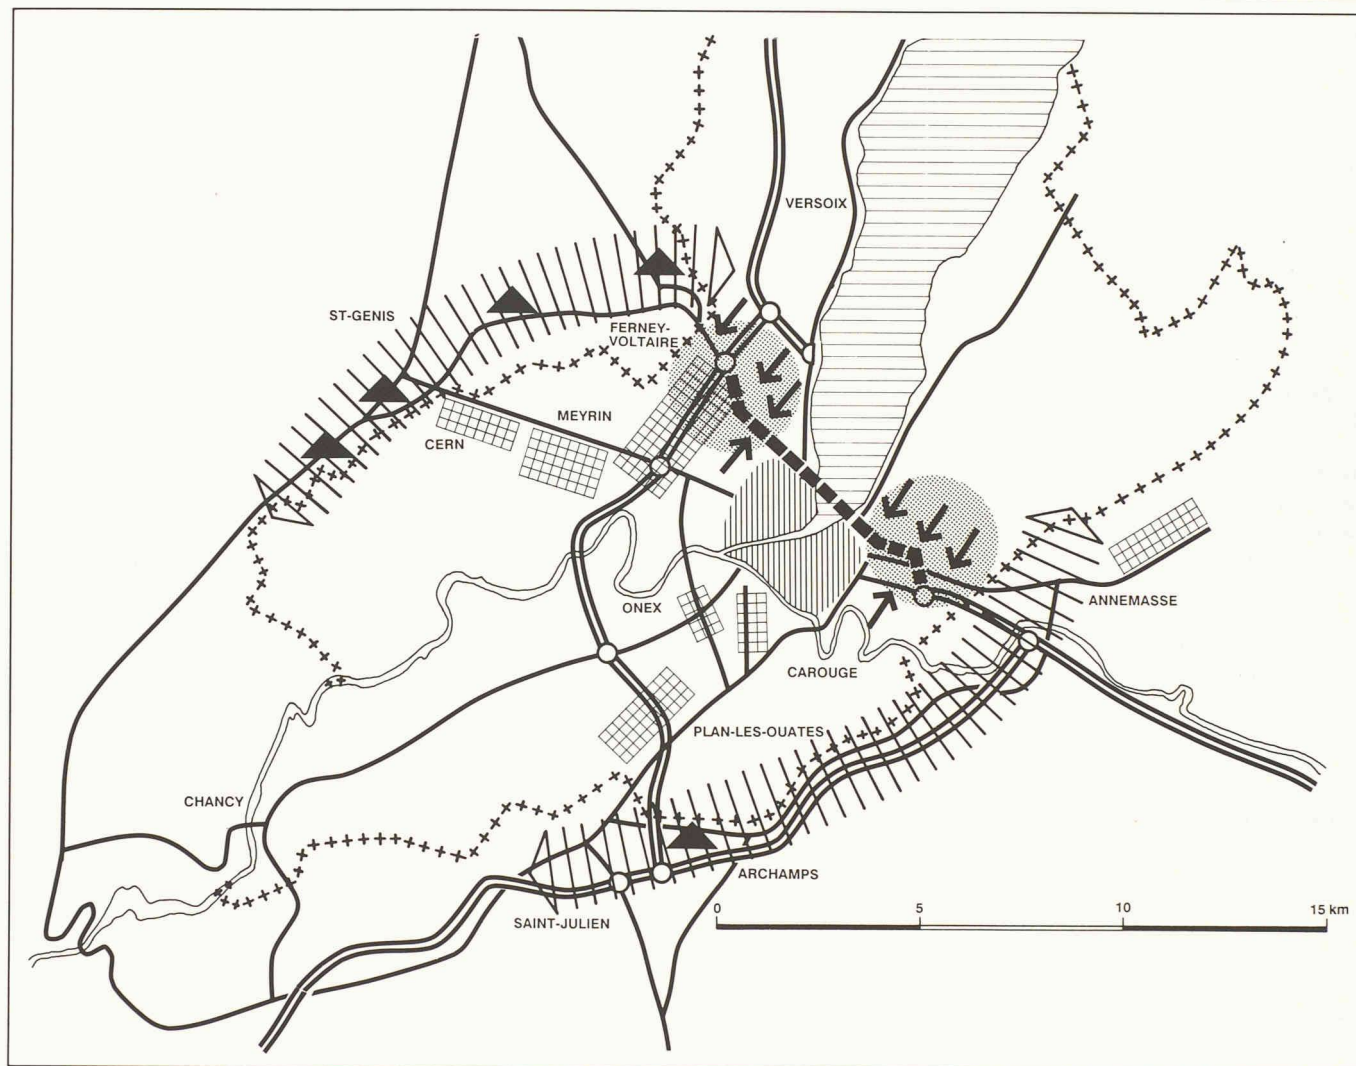 VERSOIX
ST-GENIS
FERNEY-
VOLTAIRE
MEYRIN
CERN
ANNEMASSE
ONEX
CAROUGE
PLAN-LES-OUATES
CHANCY
ARCHAMPS
SAINT-JULIEN
0 5 10 15 km